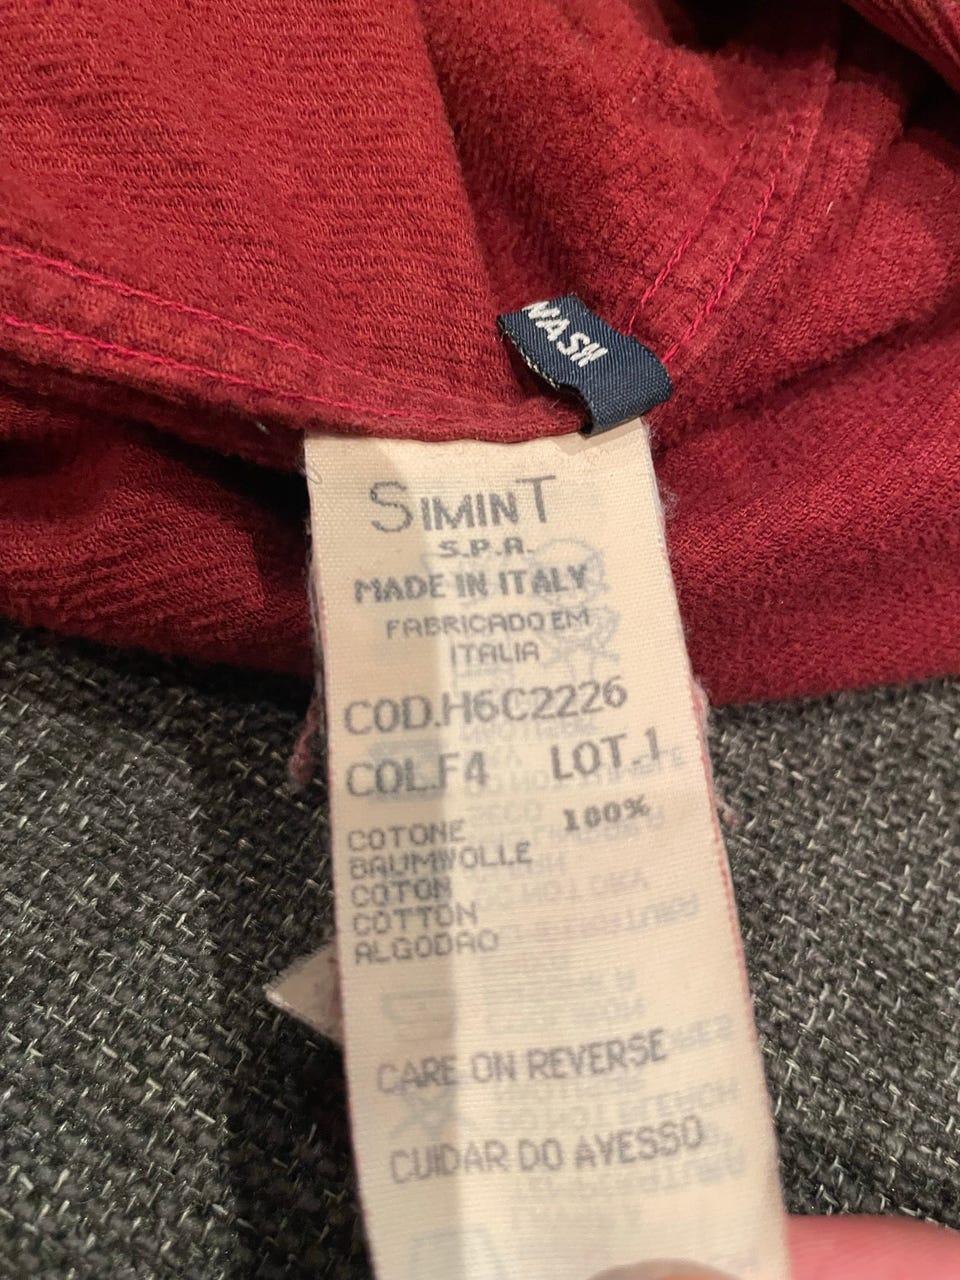 WASH
SIMINT
S.P.A.
MADE IN ITALY
FABRICADO EM
ITALIA
COD.H6C2226
COL.F4 LOT.1
COTONE 100%
BAUMWOLLE
COTON
COTTON
ALGODAO
CARE ON REVERSE
CUIDAR DO AVESSO